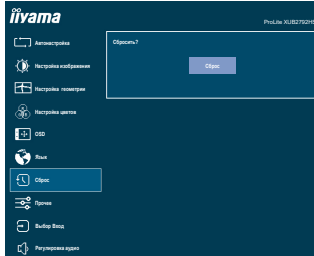 iiyama
ProLite XUB2792HS
Автонастройка
Сбросить?
Сброс
Настройка изображения
Настройка геометрии
Настройка цветов
OSD
Язык
Сброс
Прочее
Выбор Вход
Регулировка аудио